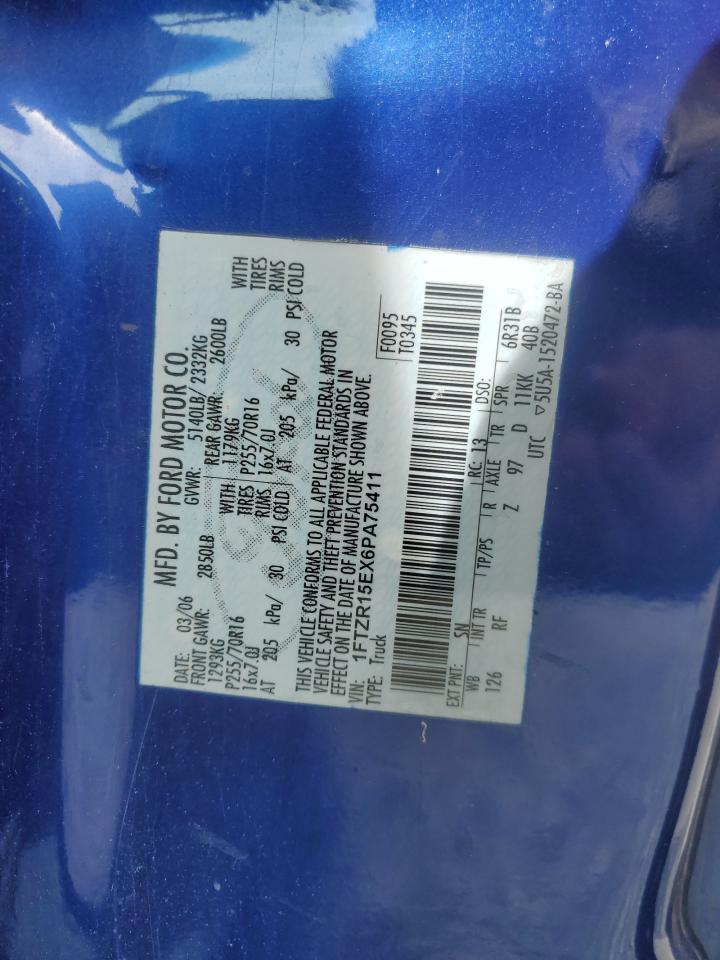 MFD. BY FORD MOTOR CO.
DATE: 03/06 GVWR: 5140LB/ 2332KG
FRONT GAWR: 2850LB REAR GAWR: 2600LB
1293KG WITH 1179KG WITH
P255/70R16 TIRES P255/70R16 TIRES
16x7.0J RIMS 16x7.0J RIMS
AT 205 kPa/ 30 PSI COLD AT 205 kPa/ 30 PSI COLD
THIS VEHICLE CONFORMS TO ALL APPLICABLE FEDERAL MOTOR
VEHICLE SAFETY AND THEFT PREVENTION STANDARDS IN
EFFECT ON THE DATE OF MANUFACTURE SHOWN ABOVE.
VIN: 1FTZR15EX6PA75411
TYPE: Truck
F0095
T0345
EXT PNT: SN RC: 13 DSO:
WB INT TR TP/PS R AXLE TR SPR 6R31B
126 RF Z 97 D 11KK 40B
UTC ▽5U5A-1520472-BA